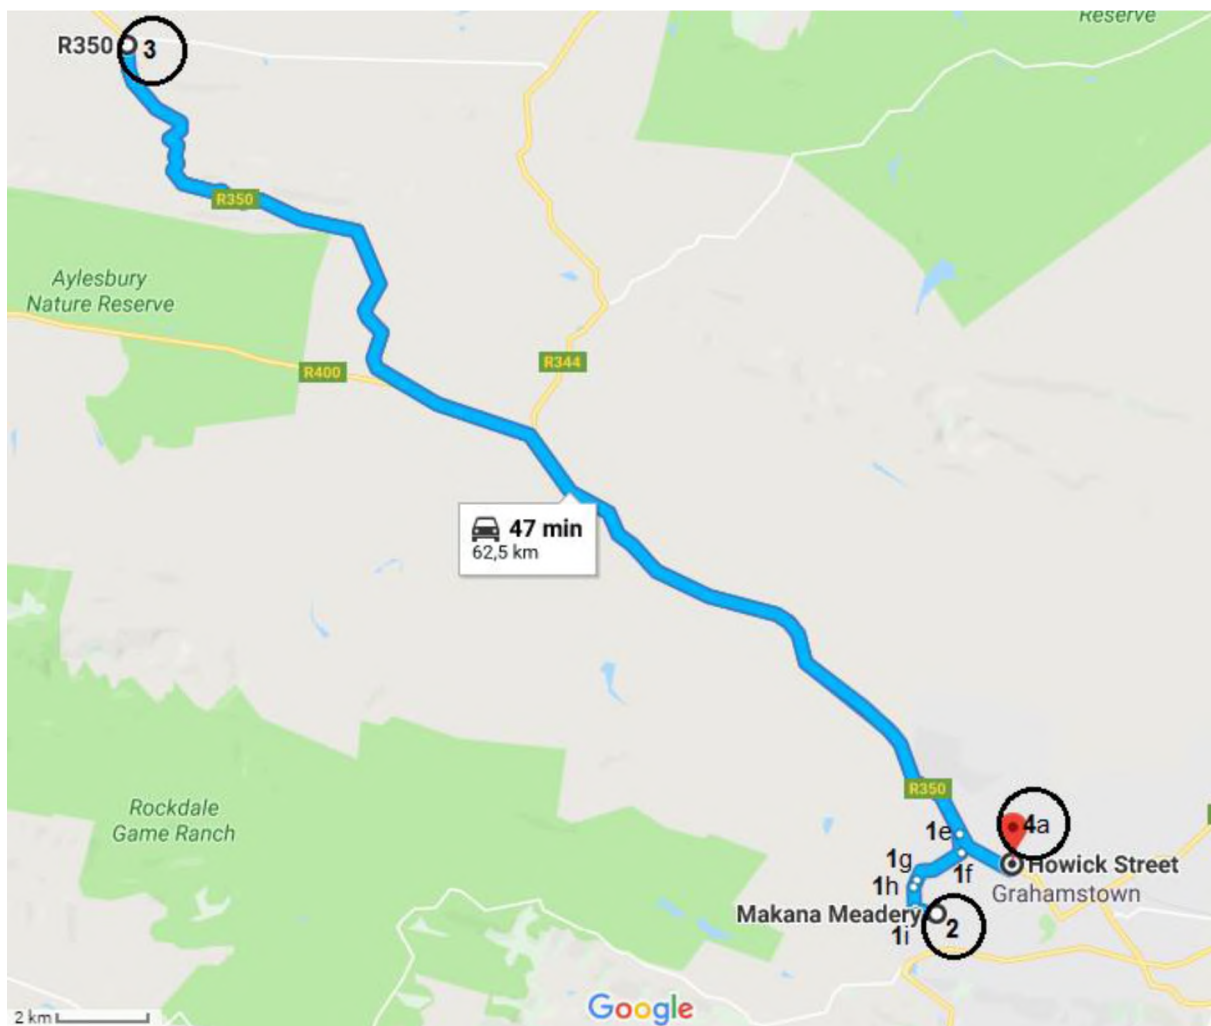 Reserve
R350
3
R350
Aylesbury
Nature Reserve
R344
R400
47 min
62,5 km
Rockdale
Game Ranch
R350
1e
4a
1g
1f
Howick Street
1h
Grahamstown
Makana Meadery
2
1i
Google
2 km